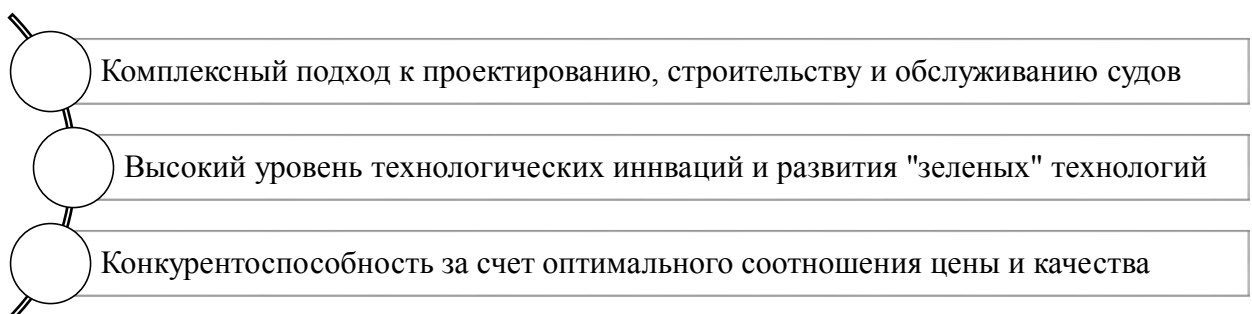 Комплексный подход к проектированию, строительству и обслуживанию судов
Высокий уровень технологических иннваций и развития "зеленых" технологий
Конкурентоспособность за счет оптимального соотношения цены и качества